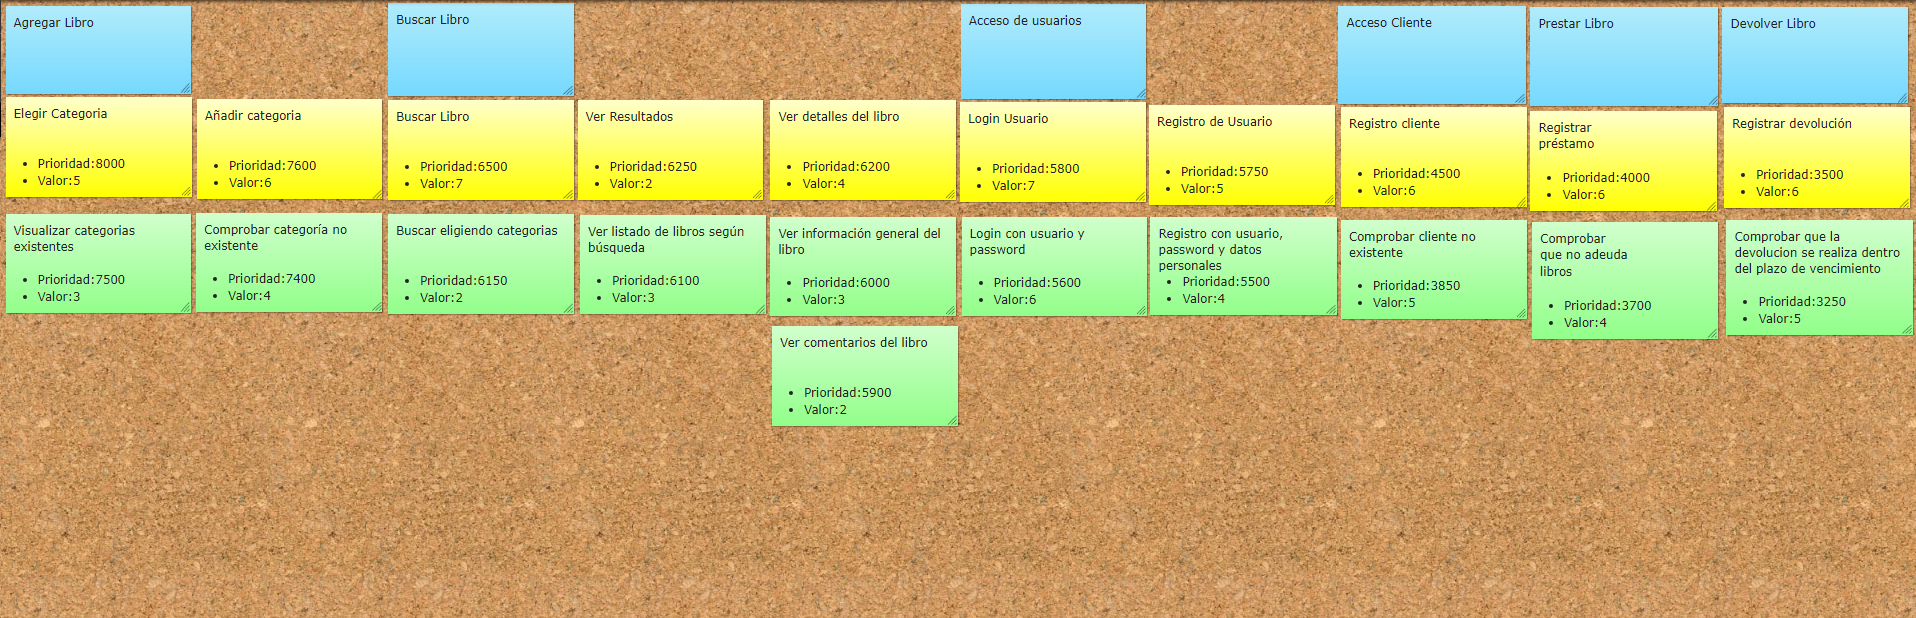 Agregar Libro
Buscar Libro
Acceso de usuarios
Acceso Cliente
Prestar Libro
Devolver Libro
Elegir Categoria
Prioridad:8000
Valor:5
Añadir categoria
Prioridad:7600
Valor:6
Buscar Libro
Prioridad:6500
Valor:7
Ver Resultados
Prioridad:6250
Valor:2
Ver detalles del libro
Prioridad:6200
Valor:4
Login Usuario
Prioridad:5800
Valor:7
Registro de Usuario
Prioridad:5750
Valor:5
Registro cliente
Prioridad:4500
Valor:6
Registrar
préstamo
Prioridad:4000
Valor:6
Registrar devolución
Prioridad:3500
Valor:6
Visualizar categorias
existentes
Prioridad:7500
Valor:3
Comprobar categoría no
existente
Prioridad:7400
Valor:4
Buscar eligiendo categorias
Prioridad:6150
Valor:2
Ver listado de libros según
búsqueda
Prioridad:6100
Valor:3
Ver información general del
libro
Prioridad:6000
Valor:3
Login con usuario y
password
Prioridad:5600
Valor:6
Registro con usuario,
password y datos
personales
Prioridad:5500
Valor:4
Comprobar cliente no
existente
Prioridad:3850
Valor:5
Comprobar
que no adeuda
libros
Prioridad:3700
Valor:4
Comprobar que la
devolucion se realiza dentro
del plazo de vencimiento
Prioridad:3250
Valor:5
Ver comentarios del libro
Prioridad:5900
Valor:2